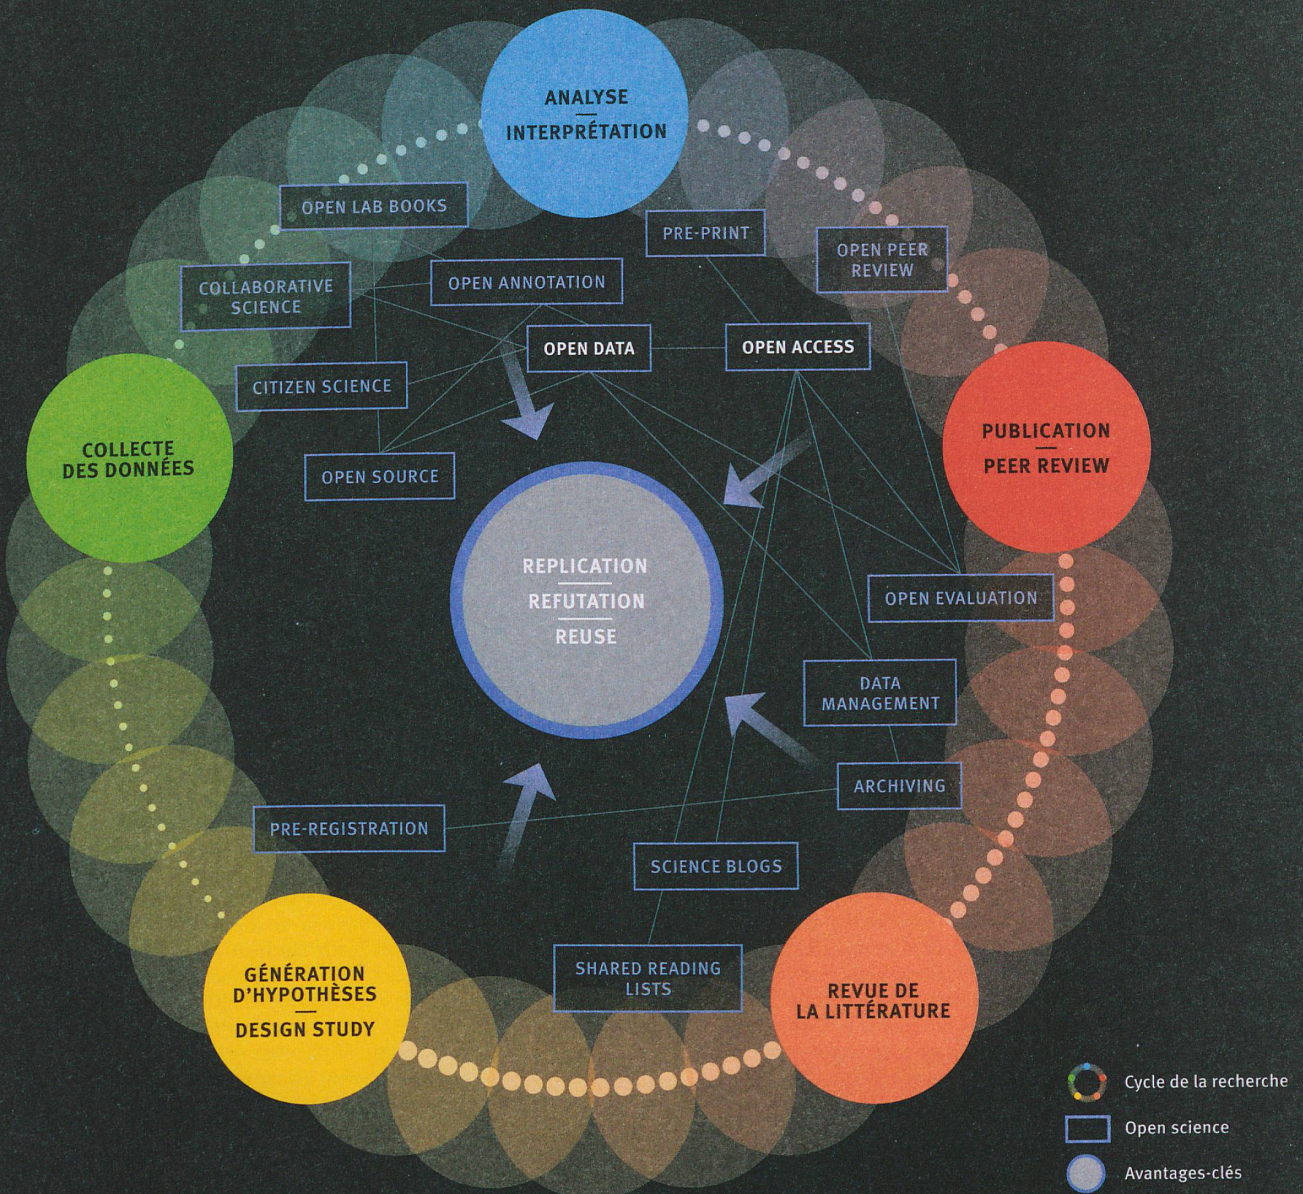 ANALYSE
INTERPRÉTATION
OPEN LAB BOOKS
PRE-PRINT
OPEN PEER
REVIEW
COLLABORATIVE
SCIENCE
OPEN ANNOTATION
OPEN DATA
OPEN ACCESS
CITIZEN SCIENCE
COLLECTE
DES DONNÉES
PUBLICATION
PEER REVIEW
OPEN SOURCE
REPLICATION
REFUTATION
REUSE
OPEN EVALUATION
DATA
MANAGEMENT
ARCHIVING
PRE-REGISTRATION
SCIENCE BLOGS
SHARED READING
LISTS
GÉNÉRATION
D'HYPOTHÈSES
DESIGN STUDY
REVUE DE
LA LITTÉRATURE
Cycle de la recherche
Open science
Avantages-clés